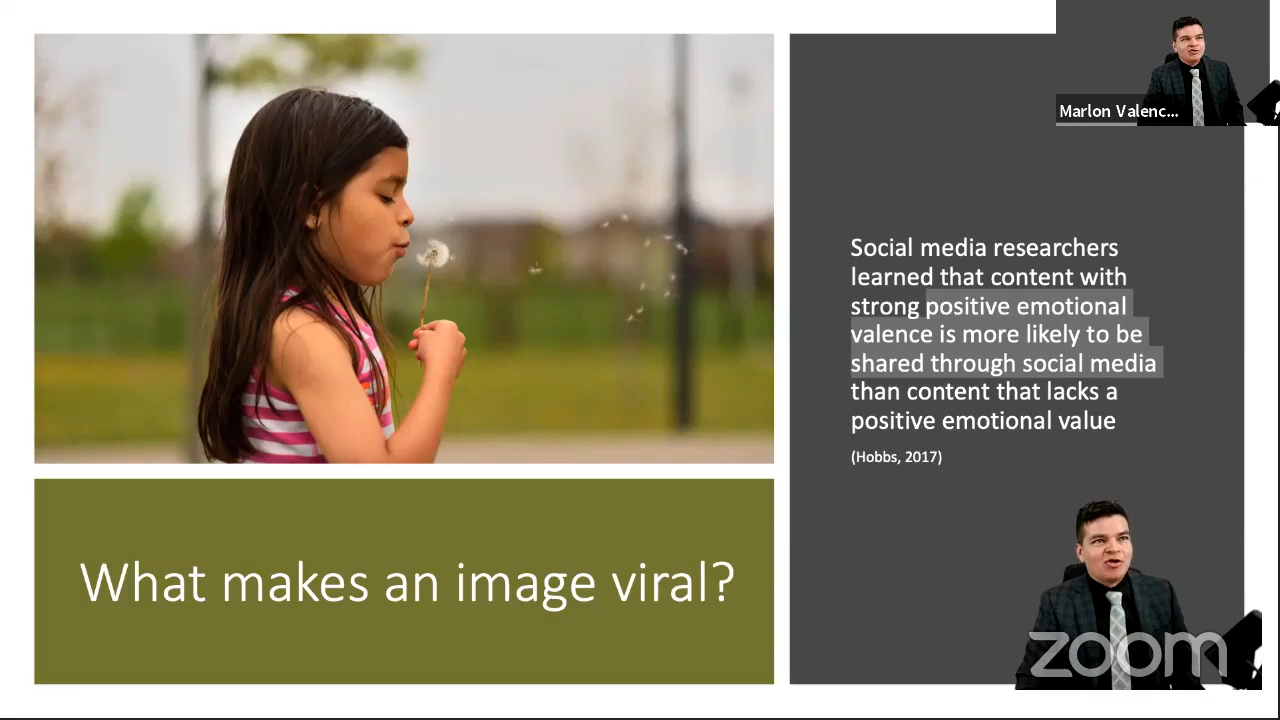 Marlon Valenc...
Social media researchers
learned that content with
strong positive emotional
valence is more likely to be
shared through social media
than content that lacks a
positive emotional value
(Hobbs, 2017)
What makes an image viral?
zoom